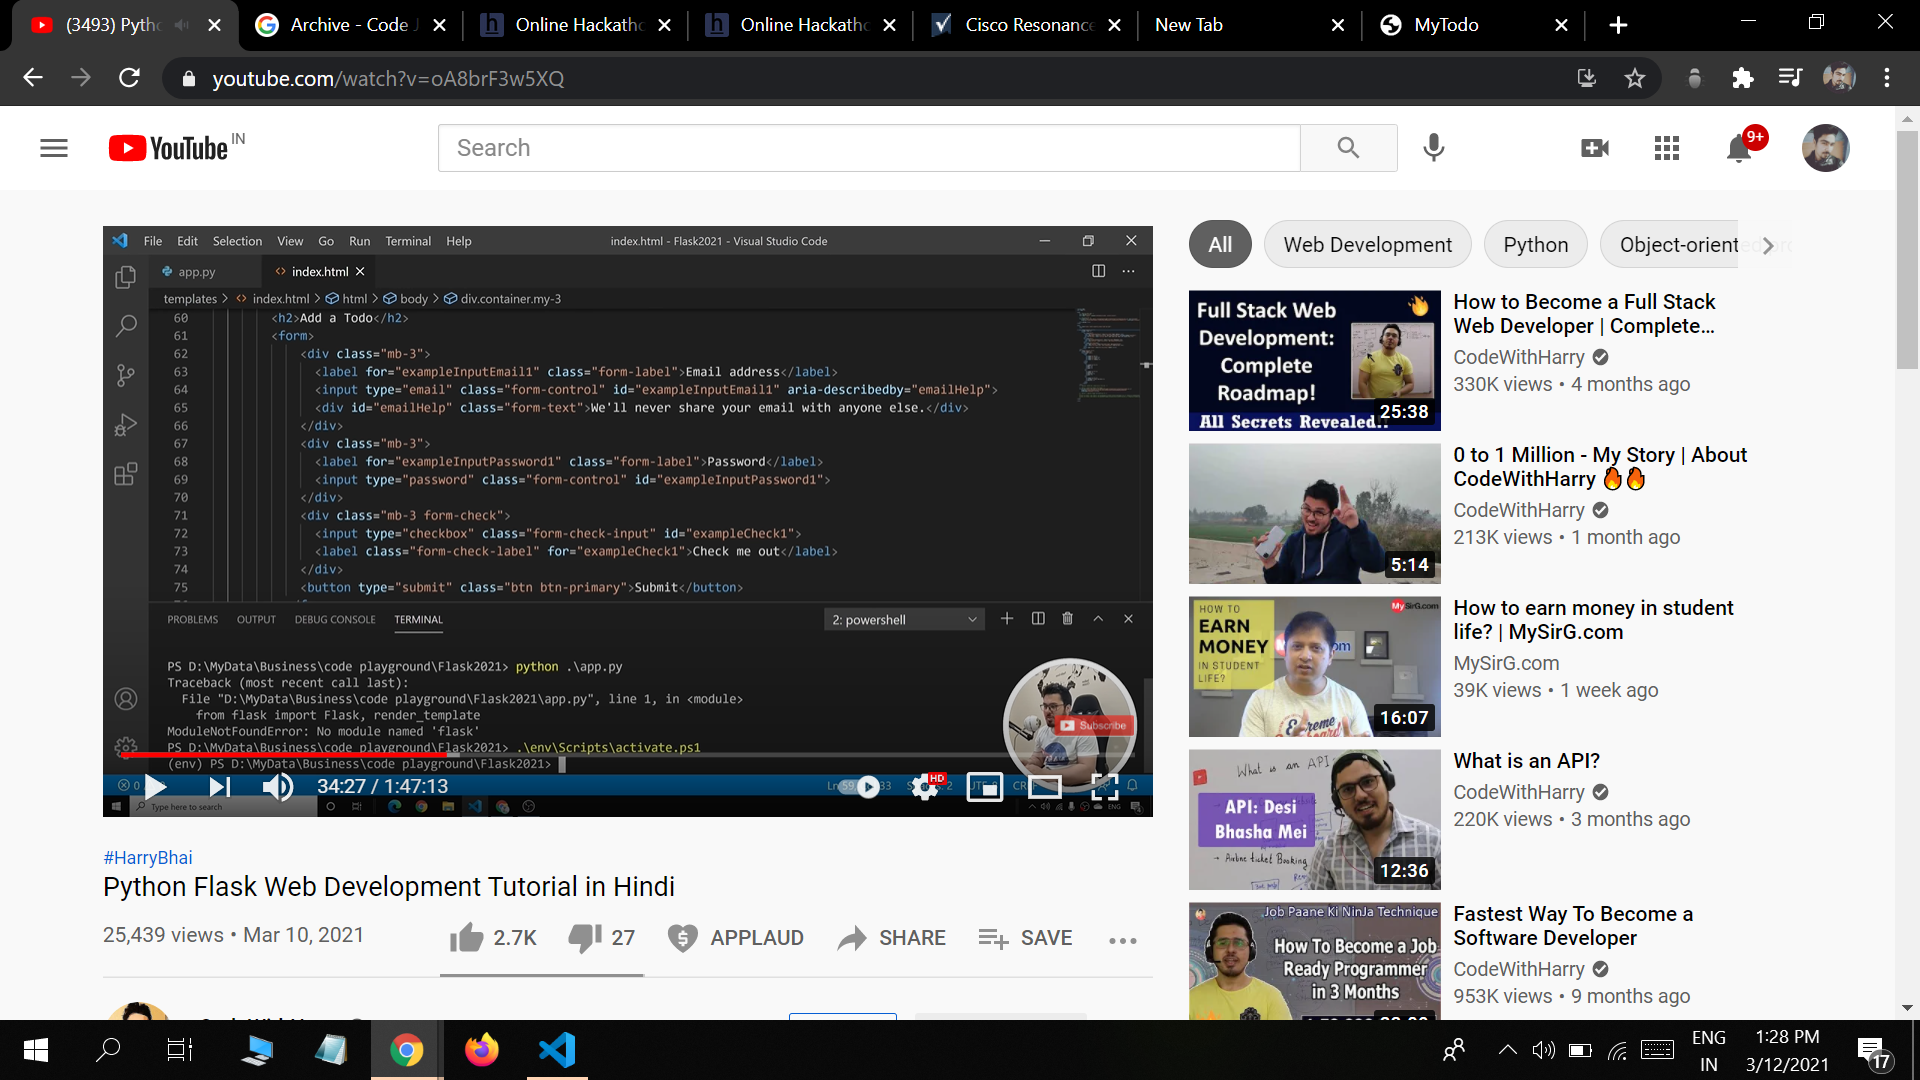 (3493) Pytho
Archive - Code J
Online Hackatho
Online Hackatho
Cisco Resonance
New Tab
MyTodo
youtube.com/watch?v=oA8brF3w5XQ
YouTube IN
Search
9+
File Edit Selection View Go Run Terminal Help
index.html - Flask2021 - Visual Studio Code
app.py
index.html
templates > index.html > html > body > div.container.my-3
60 <h2>Add a Todo</h2>
61 <form>
62 <div class="mb-3">
63 <label for="exampleInputEmail1" class="form-label">Email address</label>
64 <input type="email" class="form-control" id="exampleInputEmail1" aria-describedby="emailHelp">
65 <div id="emailHelp" class="form-text">We'll never share your email with anyone else.</div>
66 </div>
67 <div class="mb-3">
68 <label for="exampleInputPassword1" class="form-label">Password</label>
69 <input type="password" class="form-control" id="exampleInputPassword1">
70 </div>
71 <div class="mb-3 form-check">
72 <input type="checkbox" class="form-check-input" id="exampleCheck1">
73 <label class="form-check-label" for="exampleCheck1">Check me out</label>
74 </div>
75 <button type="submit" class="btn btn-primary">Submit</button>
PROBLEMS OUTPUT DEBUG CONSOLE TERMINAL
2: powershell
PS D:\MyData\Business\code playground\Flask2021> python .\app.py
Traceback (most recent call last):
File "D:\MyData\Business\code playground\Flask2021\app.py", line 1, in <module>
from flask import Flask, render_template
ModuleNotFoundError: No module named 'flask'
PS D:\MyData\Business\code playground\Flask2021> .\env\Scripts\activate.ps1
(env) PS D:\MyData\Business\code playground\Flask2021>
Subscribe
34:27 / 1:47:13
HD
Type here to search
ENG
#HarryBhai
Python Flask Web Development Tutorial in Hindi
25,439 views • Mar 10, 2021
2.7K
27
APPLAUD
SHARE
SAVE
All
Web Development
Python
Object-oriented
Full Stack Web
Development:
Complete
Roadmap!
All Secrets Revealed..
25:38
How to Become a Full Stack
Web Developer | Complete...
CodeWithHarry
330K views • 4 months ago
5:14
0 to 1 Million - My Story | About
CodeWithHarry 🔥🔥
CodeWithHarry
213K views • 1 month ago
HOW TO
EARN
MONEY
IN STUDENT
LIFE?
MySirG.com
16:07
How to earn money in student
life? | MySirG.com
MySirG.com
39K views • 1 week ago
What is an API?
API: Desi
Bhasha Mei
→ Airline ticket Booking
12:36
What is an API?
CodeWithHarry
220K views • 3 months ago
Job Paane Ki NinJa Technique
How To Become a Job
Ready Programmer
in 3 Months
Fastest Way To Become a
Software Developer
CodeWithHarry
953K views • 9 months ago
ENG
IN
1:28 PM
3/12/2021
17